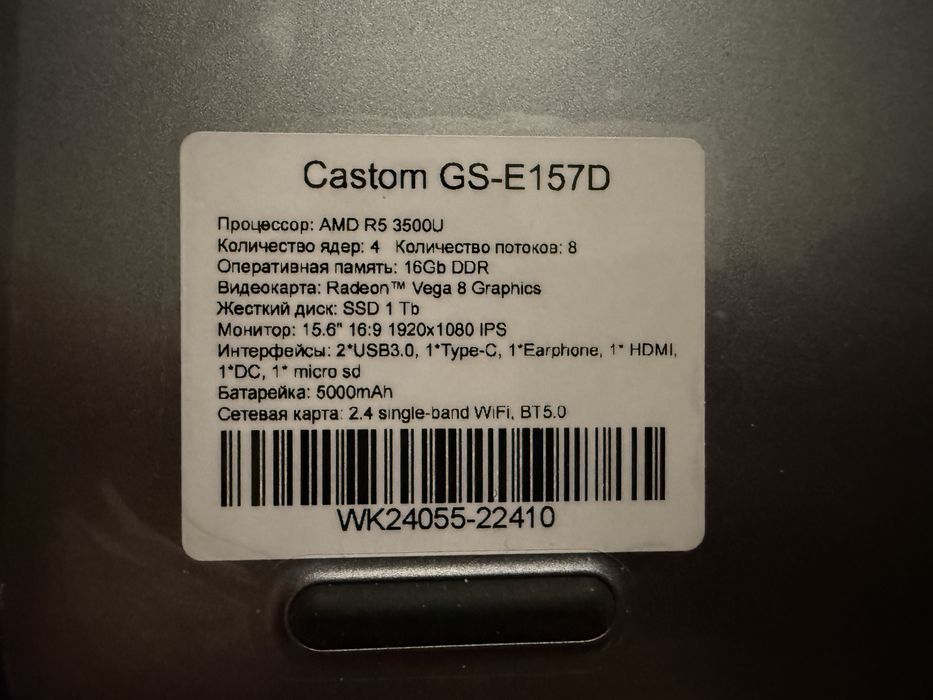 Castom GS-E157D
Процессор: AMD R5 3500U
Количество ядер: 4 Количество потоков: 8
Оперативная память: 16Gb DDR
Видеокарта: Radeon™ Vega 8 Graphics
Жесткий диск: SSD 1 Tb
Монитор: 15.6" 16:9 1920x1080 IPS
Интерфейсы: 2*USB3.0, 1*Type-C, 1*Earphone, 1* HDMI,
1*DC, 1* micro sd
Батарейка: 5000mAh
Сетевая карта: 2.4 single-band WiFi, BT5.0
WK24055-22410